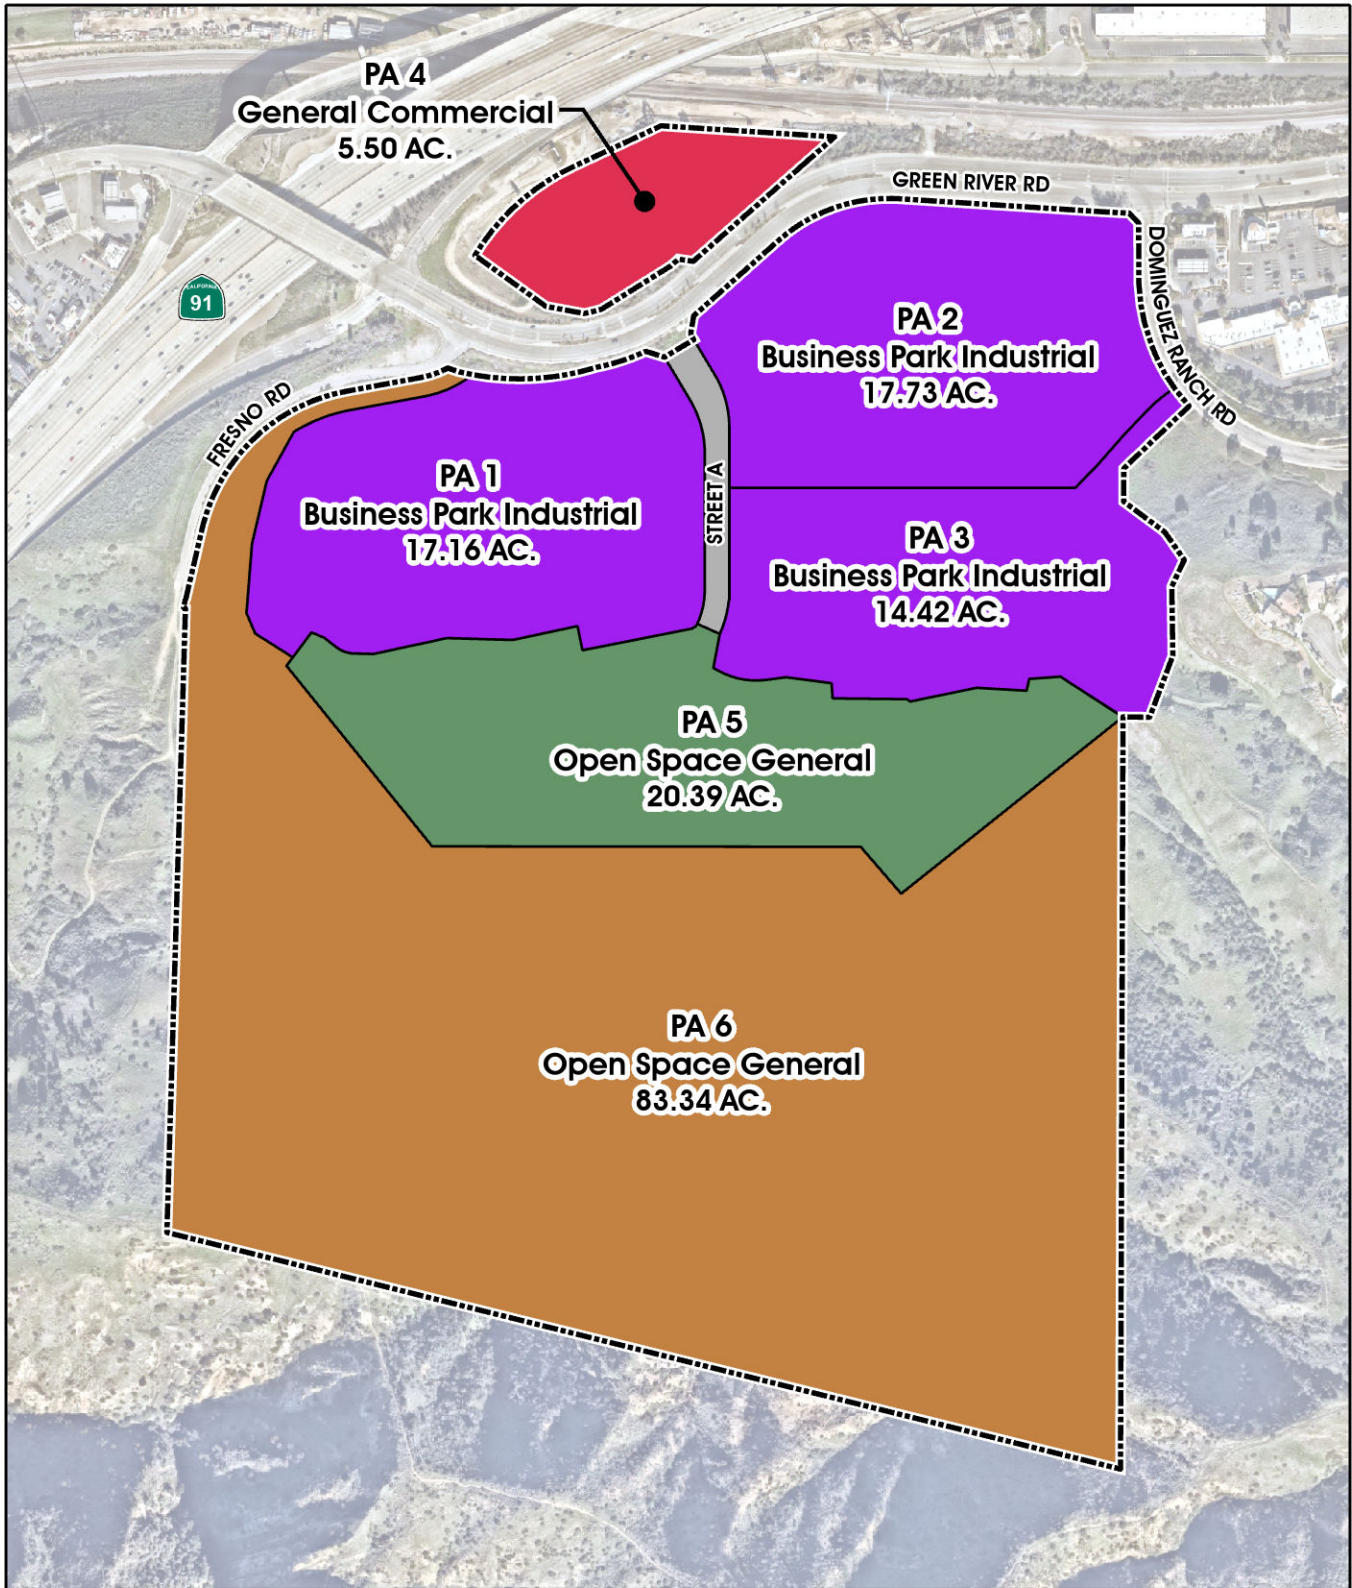 PA 4
General Commercial
5.50 AC.
GREEN RIVER RD
DOMINGUEZ RANCH RD
CALIFORNIA
91
PA 2
Business Park Industrial
17.73 AC.
FRESNO RD
PA 1
Business Park Industrial
17.16 AC.
STREET A
PA 3
Business Park Industrial
14.42 AC.
PA 5
Open Space General
20.39 AC.
PA 6
Open Space General
83.34 AC.